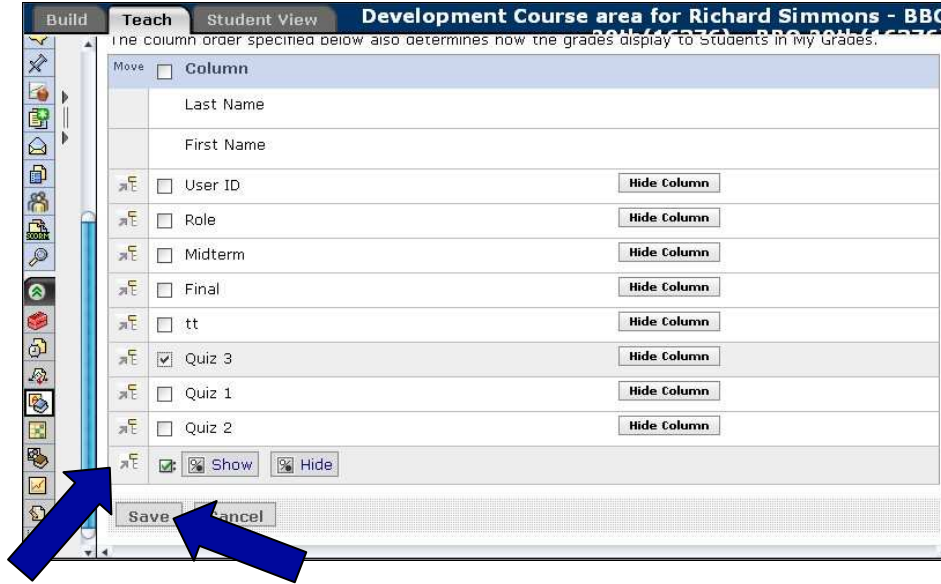 Build Teach Student View Development Course area for Richard Simmons - BB
The column order specified below also determines how the grades display to Students in My Grades.
Move Column
Last Name
First Name
User ID Hide Column
Role Hide Column
Midterm Hide Column
Final Hide Column
tt Hide Column
Quiz 3 Hide Column
Quiz 1 Hide Column
Quiz 2 Hide Column
Show Hide
Save Cancel